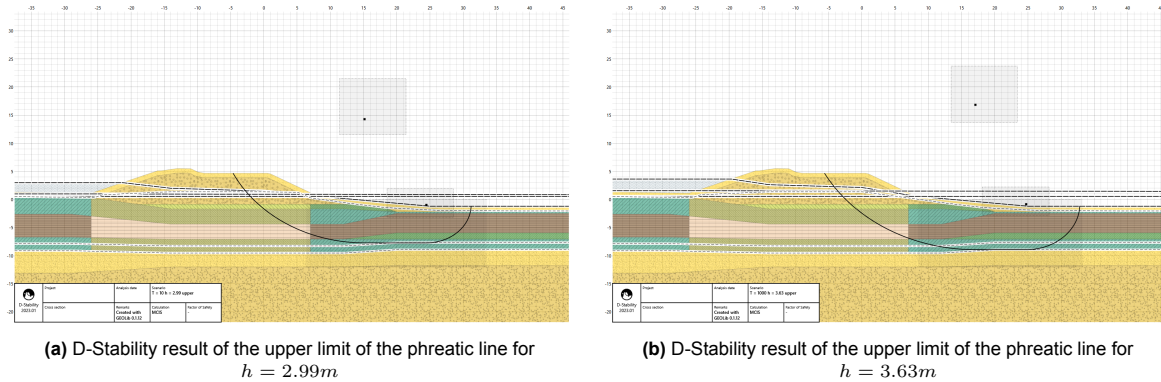 -35 -30 -25 -20 -15 -10 -5 0 5 10 15 20 25 30 35 40 45
30
25
20
15
10
5
0
-5
-10
-15
-20
D-Stability
2023.01
Project
Analysis date
Scenario
T = 10 h = 2.99 upper
Cross section
Remarks
Created with
GEOLib 0.1.12
Calculation
MCIS
Factor of Safety
-
(a) D-Stability result of the upper limit of the phreatic line for
h = 2.99m
-35 -30 -25 -20 -15 -10 -5 0 5 10 15 20 25 30 35 40 45
30
25
20
15
10
5
0
-5
-10
-15
-20
D-Stability
2023.01
Project
Analysis date
Scenario
T = 1000 h = 3.63 upper
Cross section
Remarks
Created with
GEOLib 0.1.12
Calculation
MCIS
Factor of Safety
-
(b) D-Stability result of the upper limit of the phreatic line for
h = 3.63m